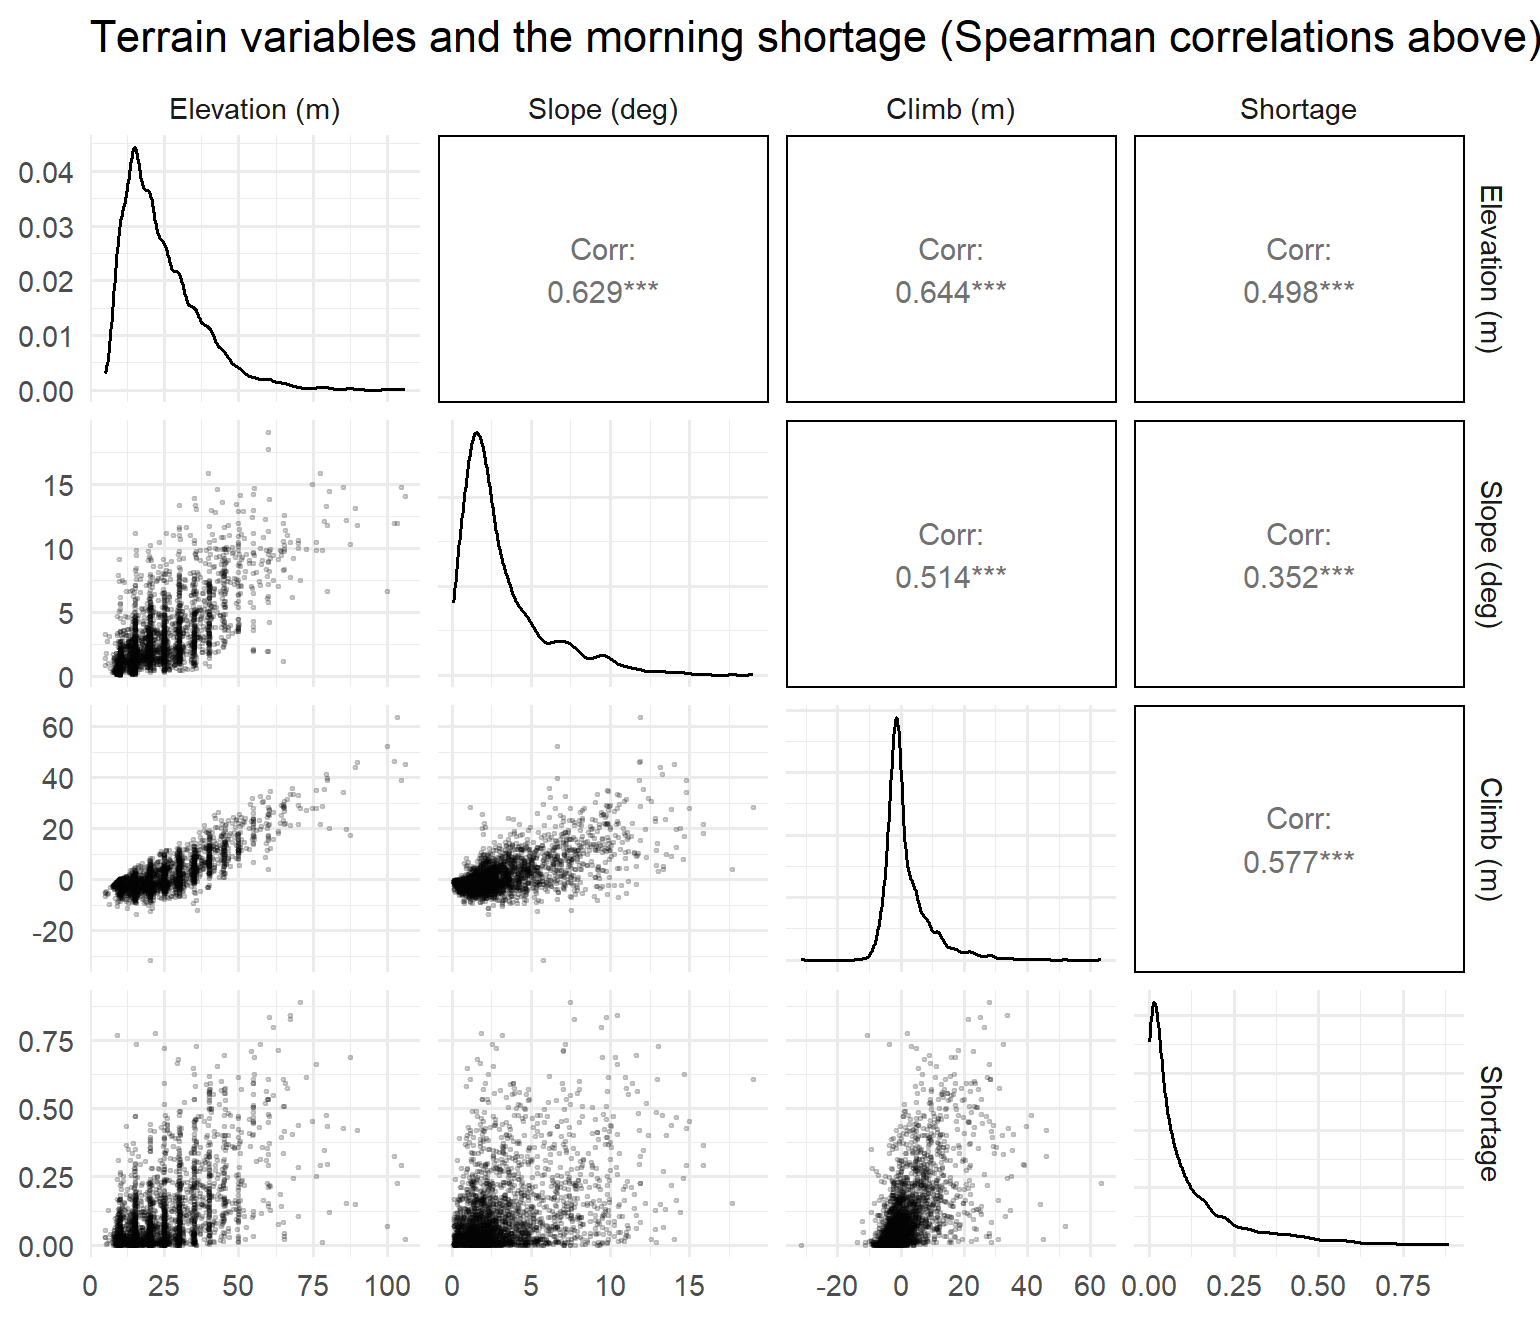 Terrain variables and the morning shortage (Spearman correlations above)
Elevation (m) Slope (deg) Climb (m) Shortage
0.04
0.03
0.02
0.01
0.00
Corr:
0.629***
Corr:
0.644***
Corr:
0.498***
Elevation (m)
15
10
5
0
Corr:
0.514***
Corr:
0.352***
Slope (deg)
60
40
20
0
-20
Corr:
0.577***
Climb (m)
0.75
0.50
0.25
0.00
Shortage
0 25 50 75 100 0 5 10 15 -20 0 20 40 60 0.00 0.25 0.50 0.75